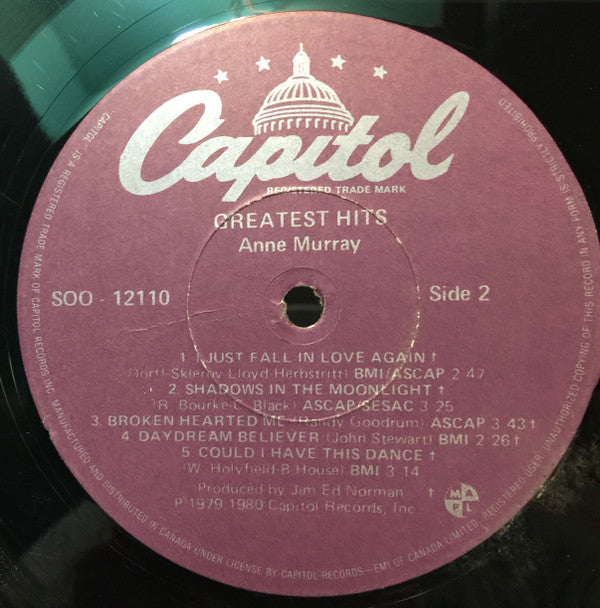 Capitol
REGISTERED TRADE MARK
GREATEST HITS
Anne Murray
SOO - 12110
Side 2
1. I JUST FALL IN LOVE AGAIN †
(Dorff-Sklerov-Lloyd-Herbstritt) BMI/ASCAP 2 47
2. SHADOWS IN THE MOONLIGHT †
(R. Bourke-C. Black) ASCAP/SESAC 3 25
3. BROKEN HEARTED ME (Randy Goodrum) ASCAP 3 43 †
4. DAYDREAM BELIEVER (John Stewart) BMI 2 26 †
5. COULD I HAVE THIS DANCE †
(W. Holyfield-B House) BMI 3 14
Produced by Jim Ed Norman †
℗ 1979, 1980 Capitol Records, Inc
M A P L
CAPITOL IS A REGISTERED TRADE MARK OF CAPITOL RECORDS INC. MANUFACTURED AND DISTRIBUTED IN CANADA UNDER LICENSE BY CAPITOL RECORDS—EMI OF CANADA LIMITED, REGISTERED USER. UNAUTHORIZED COPYING OF THIS RECORD IN ANY FORM IS STRICTLY PROHIBITED